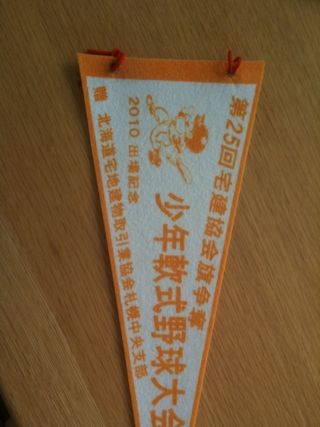 第25回宅建協会旗争奪
少年軟式野球大会
2010 出場記念
贈 北海道宅地建物取引業協会札幌中央支部